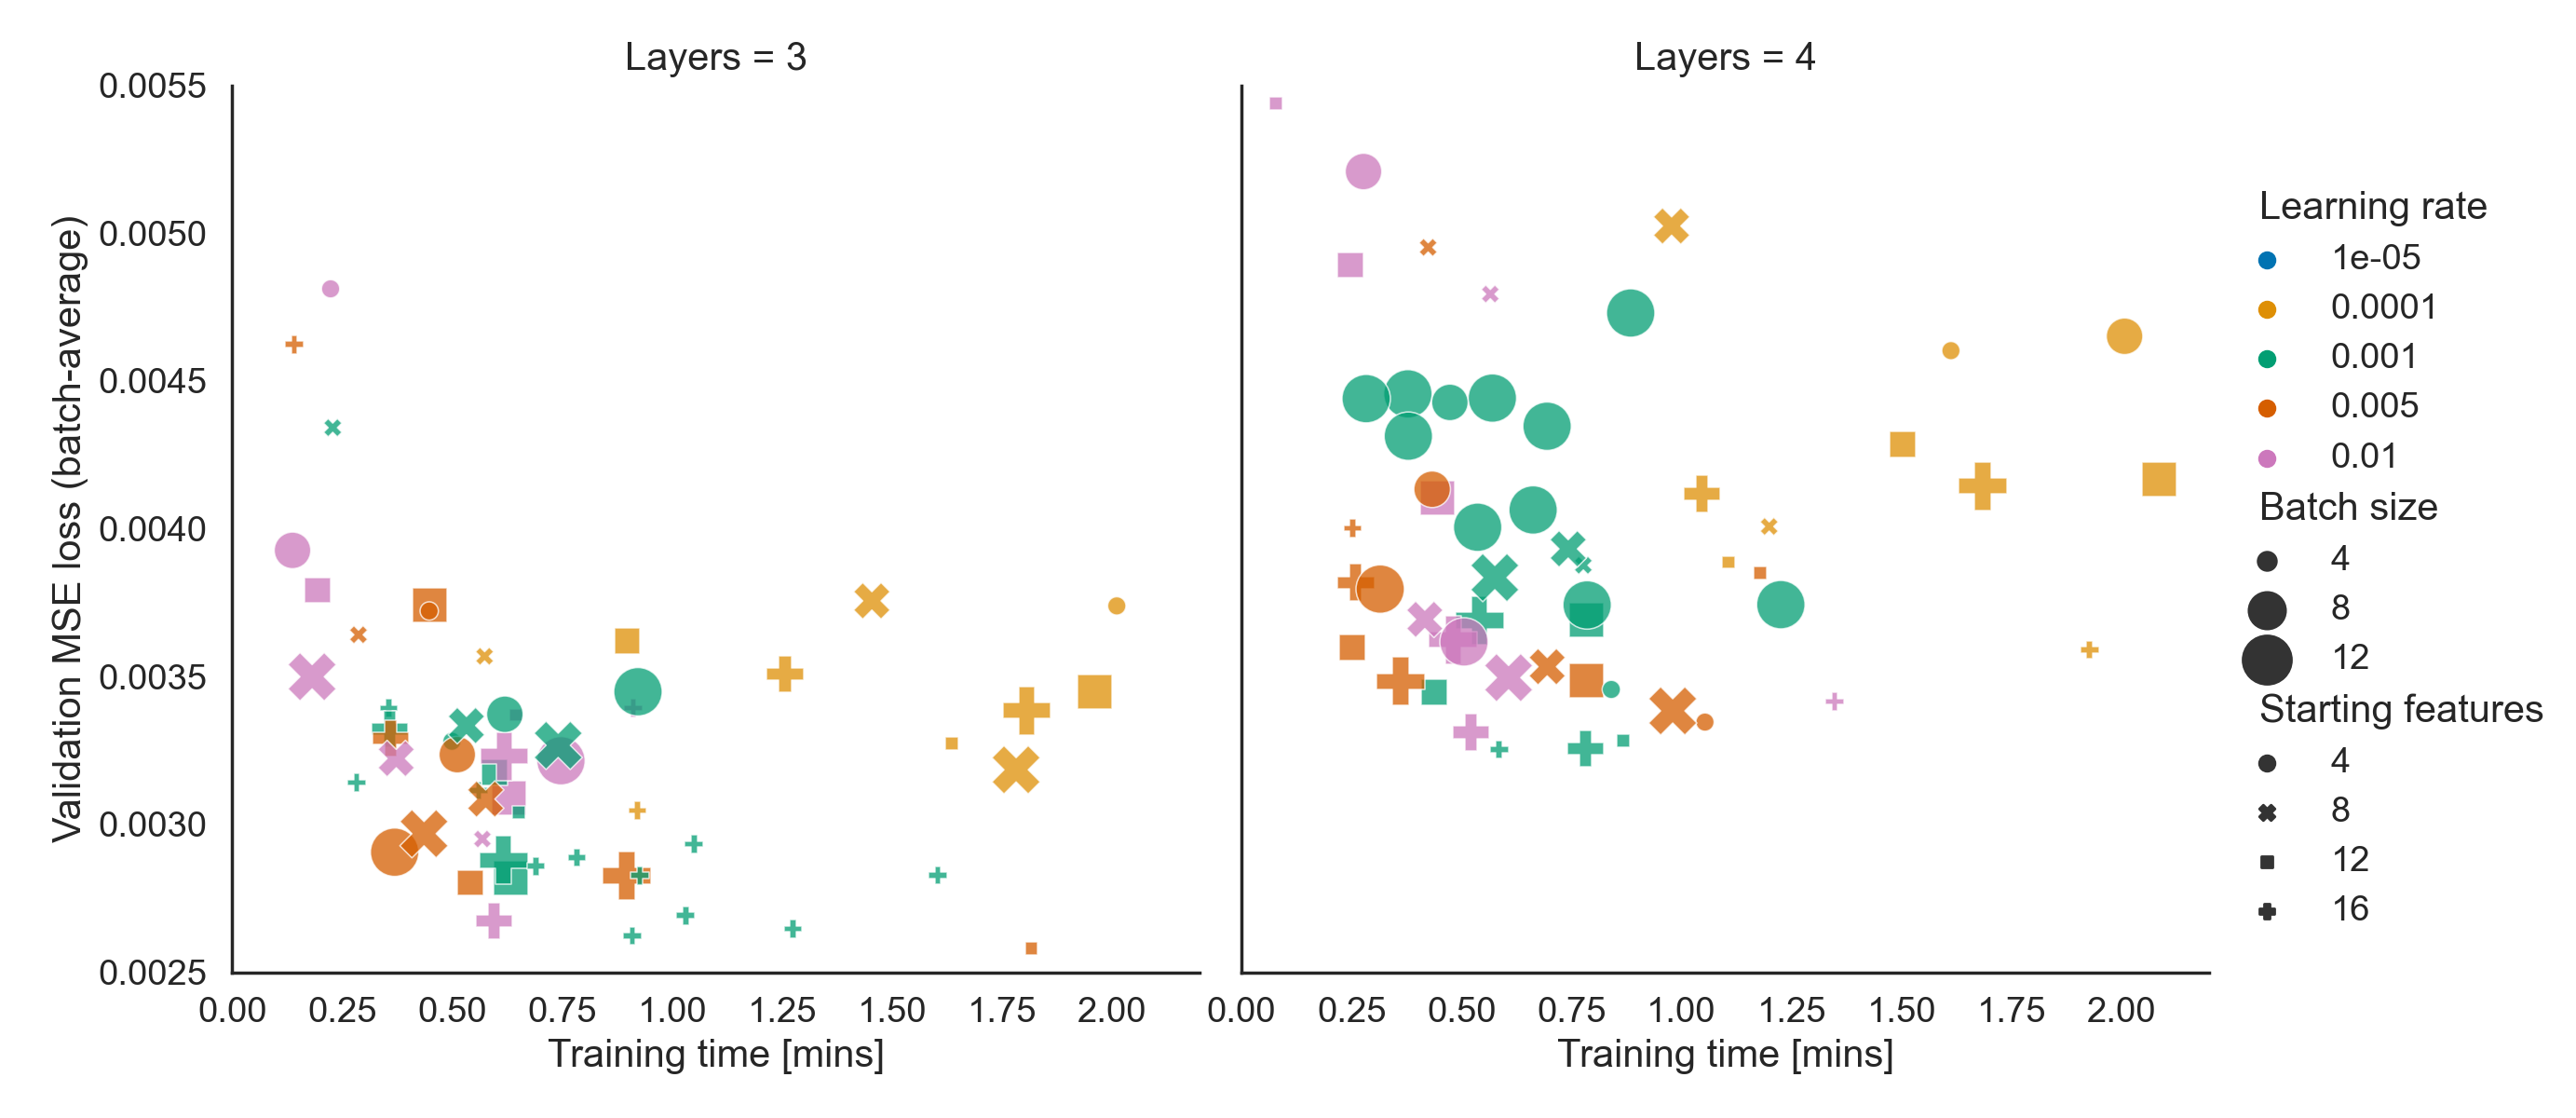 Layers = 3
Layers = 4
Validation MSE loss (batch-average)
0.0055
0.0050
0.0045
0.0040
0.0035
0.0030
0.0025
0.00 0.25 0.50 0.75 1.00 1.25 1.50 1.75 2.00
Training time [mins]
0.00 0.25 0.50 0.75 1.00 1.25 1.50 1.75 2.00
Training time [mins]
Learning rate
1e-05
0.0001
0.001
0.005
0.01
Batch size
4
8
12
Starting features
4
8
12
16